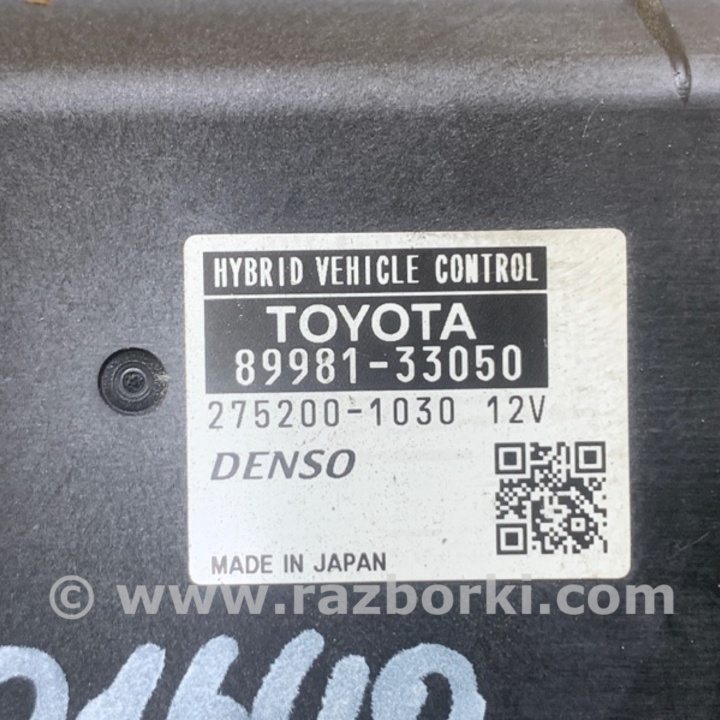 HYBRID VEHICLE CONTROL
TOYOTA
89981-33050
275200-1030 12V
DENSO
MADE IN JAPAN
© www.razborki.com